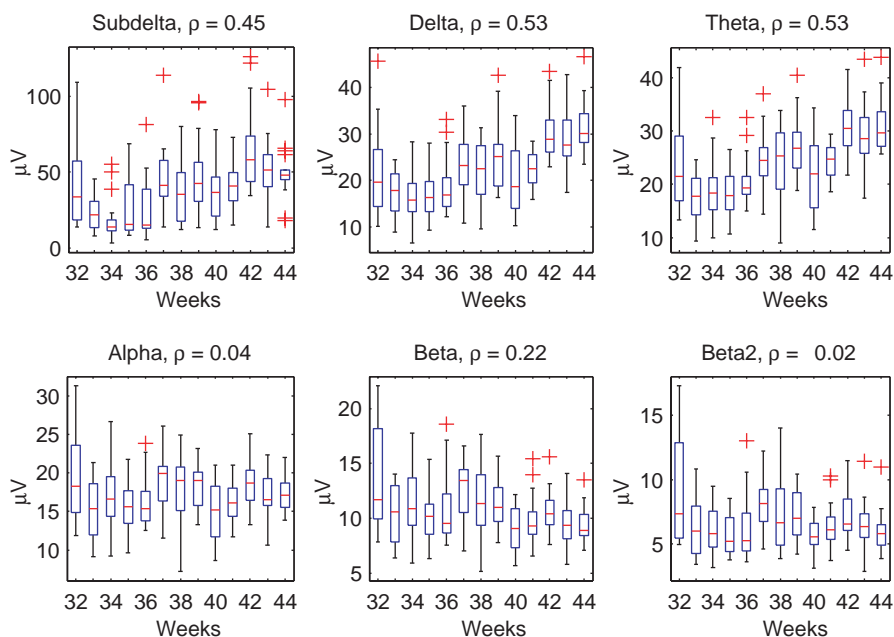 Subdelta, ρ = 0.45
Delta, ρ = 0.53
Theta, ρ = 0.53
μV
100
50
0
32 34 36 38 40 42 44
Weeks
μV
50
40
30
20
10
32 34 36 38 40 42 44
Weeks
μV
40
30
20
10
32 34 36 38 40 42 44
Weeks
Alpha, ρ = 0.04
Beta, ρ = 0.22
Beta2, ρ = 0.02
μV
30
25
20
15
10
32 34 36 38 40 42 44
Weeks
μV
20
15
10
5
32 34 36 38 40 42 44
Weeks
μV
15
10
5
32 34 36 38 40 42 44
Weeks